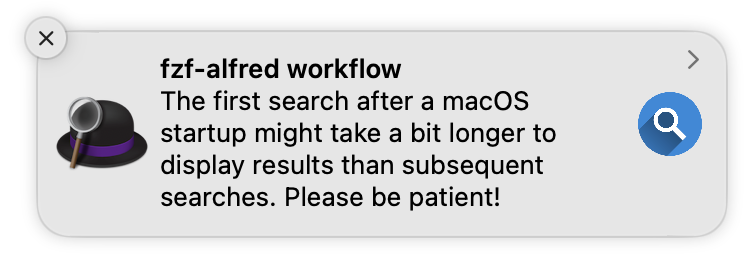 fzf-alfred workflow
The first search after a macOS
startup might take a bit longer to
display results than subsequent
searches. Please be patient!